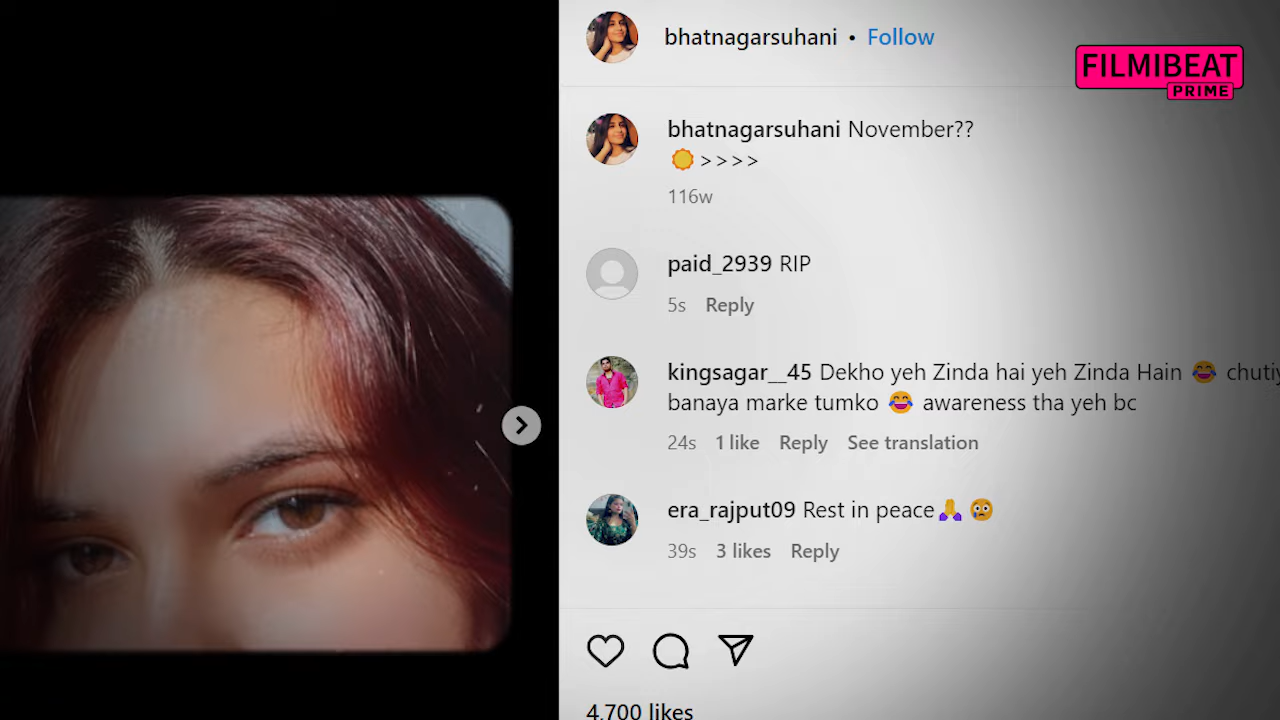 bhatnagarsuhani • Follow
FILMIBEAT
PRIME
bhatnagarsuhani November??
>>>>
116w
paid_2939 RIP
5s Reply
kingsagar__45 Dekho yeh Zinda hai yeh Zinda Hain 😂
banaya marke tumko 😂 awareness tha yeh bc
24s 1 like Reply See translation
era_rajput09 Rest in peace🙏 😢
39s 3 likes Reply
4,700 likes